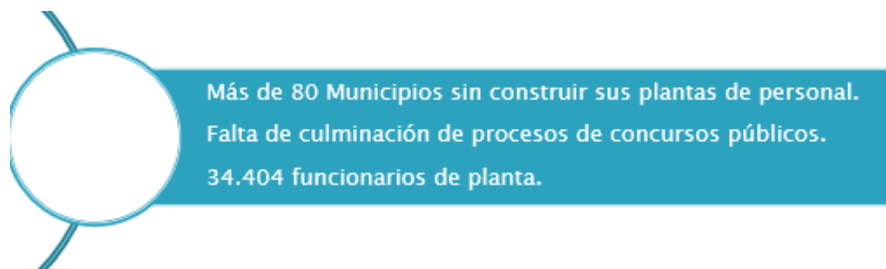 Más de 80 Municipios sin construir sus plantas de personal.
Falta de culminación de procesos de concursos públicos.
34.404 funcionarios de planta.